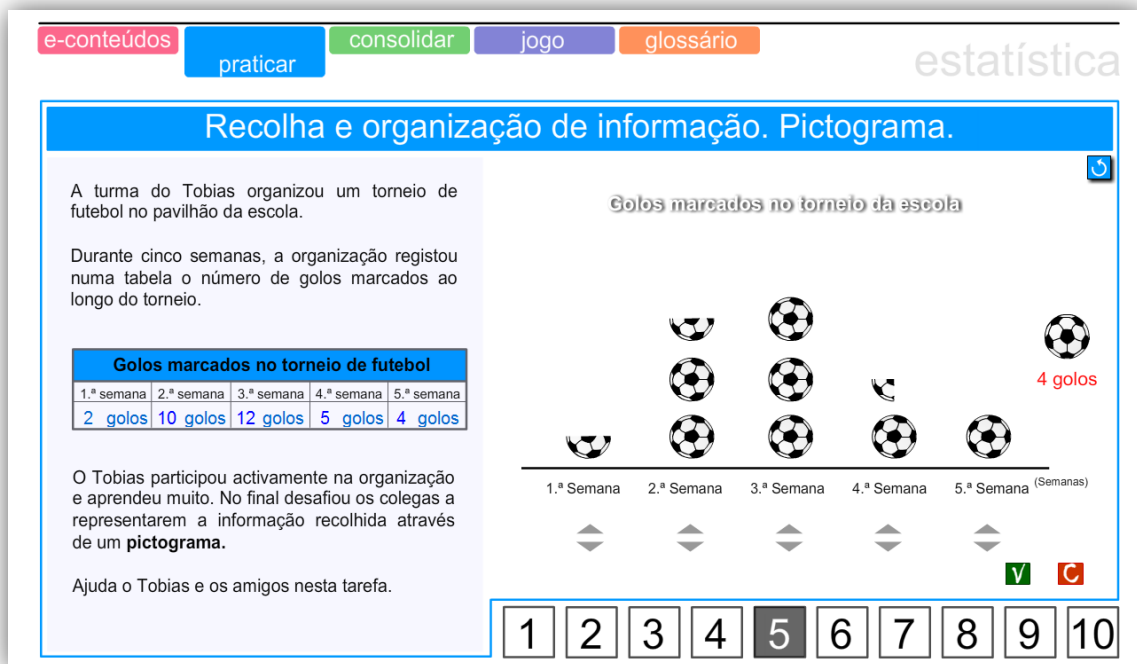 e-conteúdos
praticar
consolidar
jogo
glossário
estatística
Recolha e organização de informação. Pictograma.
A turma do Tobias organizou um torneio de
futebol no pavilhão da escola.
Durante cinco semanas, a organização registou
numa tabela o número de golos marcados ao
longo do torneio.
Golos marcados no torneio de futebol
1.ª semana 2.ª semana 3.ª semana 4.ª semana 5.ª semana
2 golos 10 golos 12 golos 5 golos 4 golos
O Tobias participou activamente na organização
e aprendeu muito. No final desafiou os colegas a
representarem a informação recolhida através
de um pictograma.
Ajuda o Tobias e os amigos nesta tarefa.
Golos marcados no torneio da escola
4 golos
1.ª Semana 2.ª Semana 3.ª Semana 4.ª Semana 5.ª Semana (Semanas)
√ C
1 2 3 4 5 6 7 8 9 10